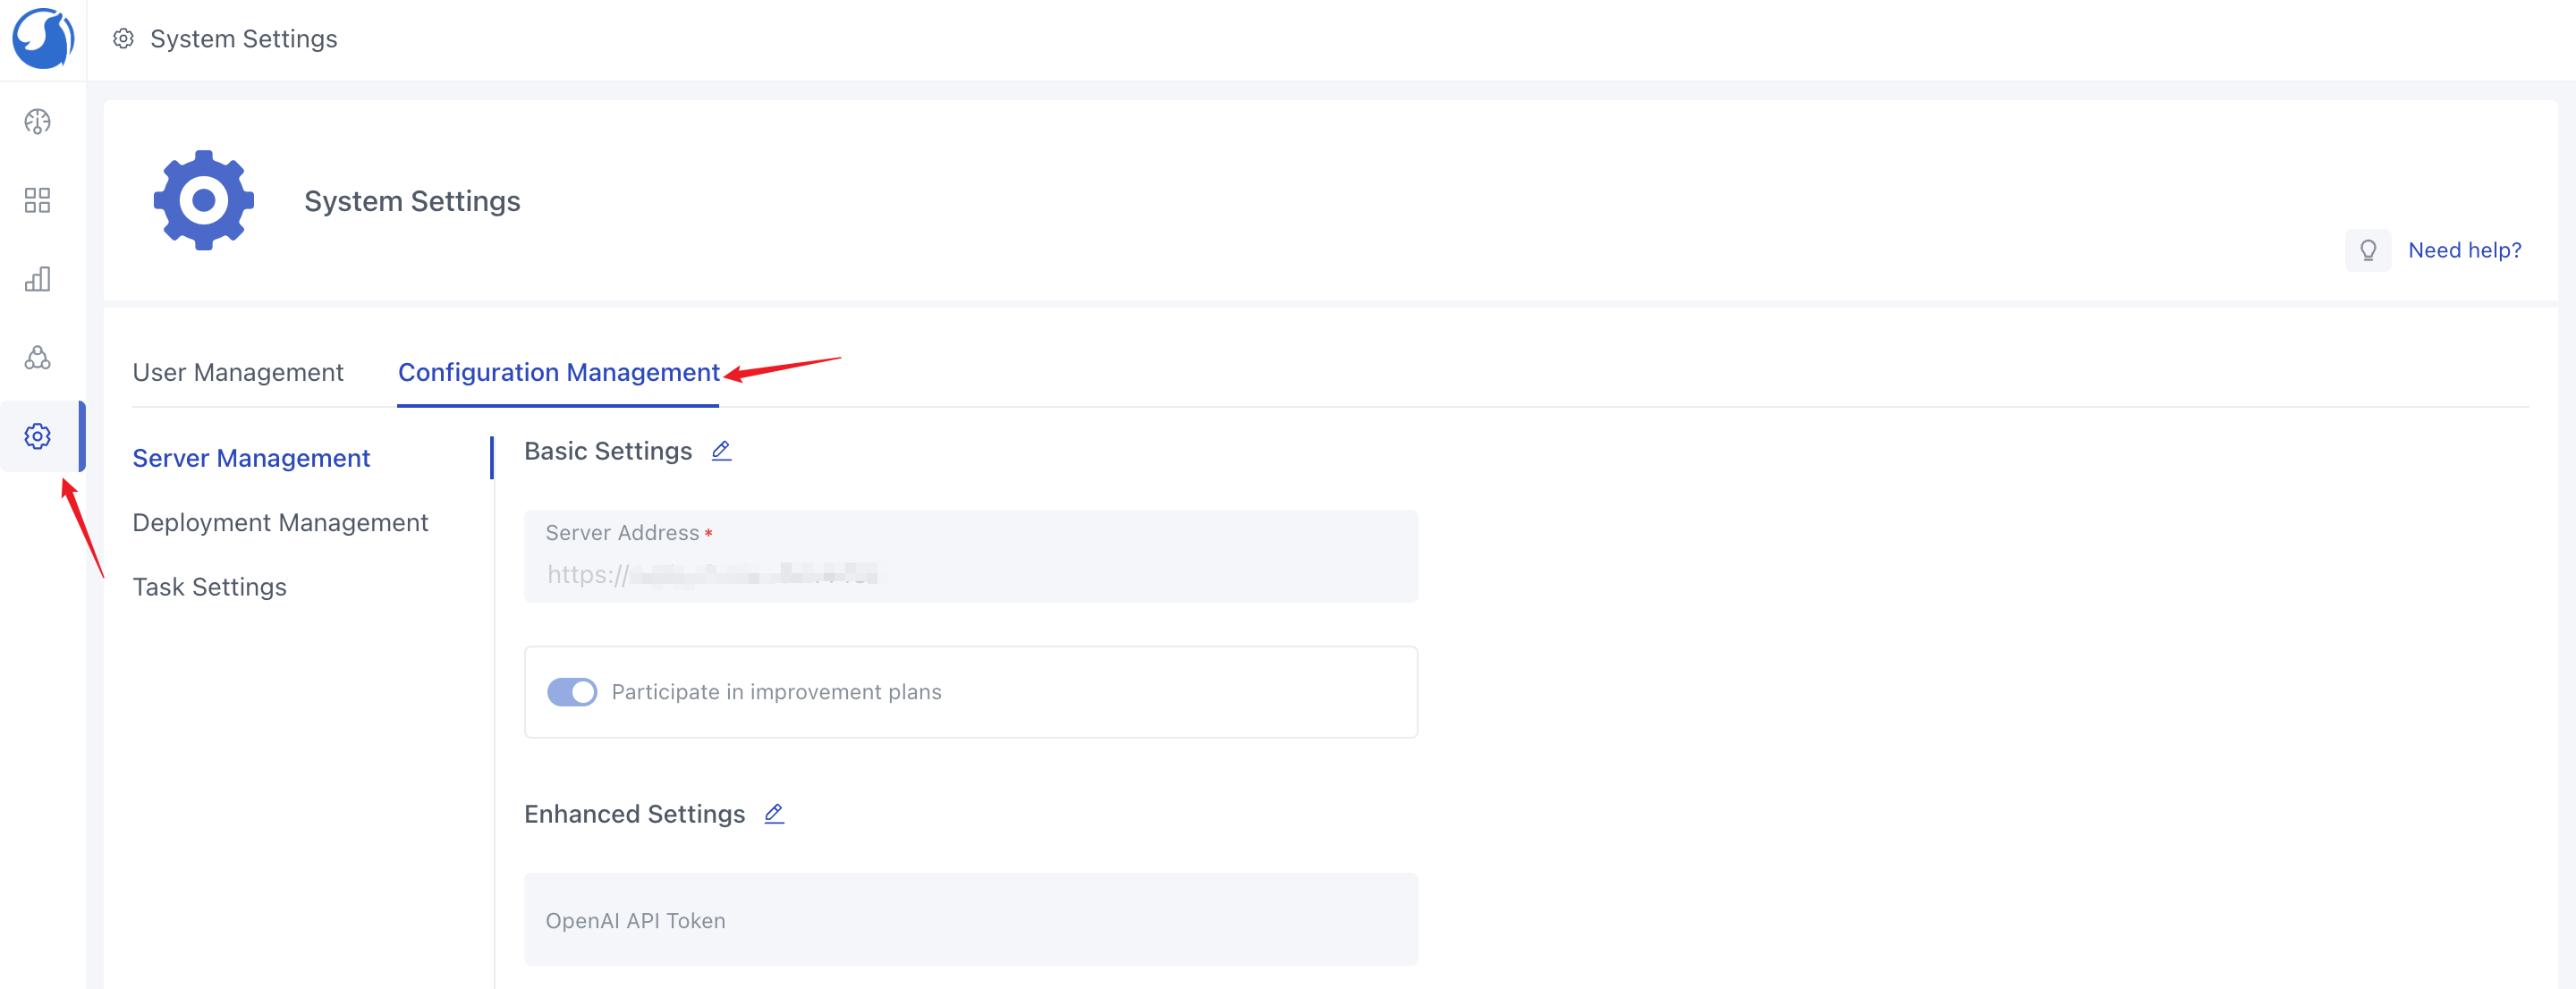 System Settings
System Settings
Need help?
User Management
Configuration Management
Server Management
Deployment Management
Task Settings
Basic Settings
Server Address *
https://
Participate in improvement plans
Enhanced Settings
OpenAI API Token